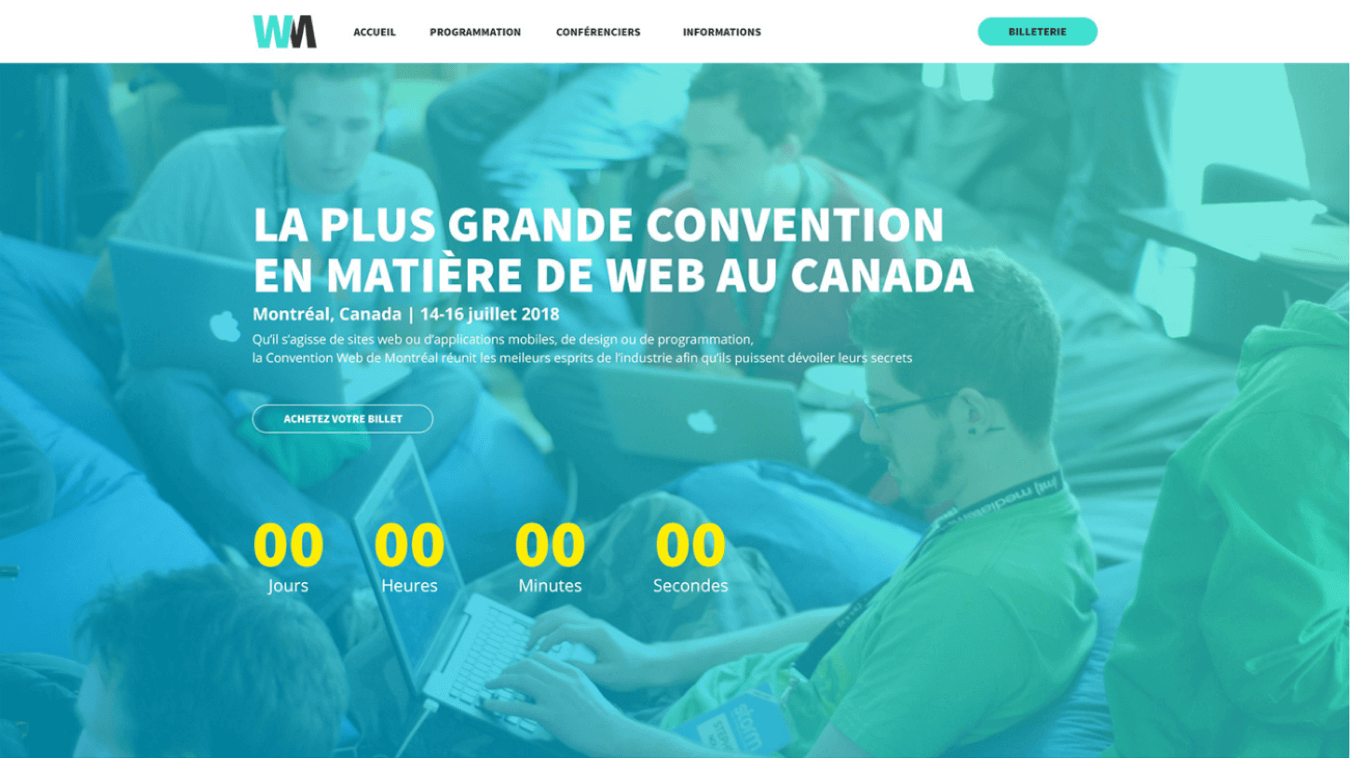 WM
ACCUEIL PROGRAMMATION CONFÉRENCIERS INFORMATIONS BILLETERIE
LA PLUS GRANDE CONVENTION
EN MATIÈRE DE WEB AU CANADA
Montréal, Canada | 14-16 juillet 2018
Qu'il s'agisse de sites web ou d'applications mobiles, de design ou de programmation,
la Convention Web de Montréal réunit les meileurs esprits de l'industrie afin qu'ils puissent dévoiler leurs secrets
ACHETEZ VOTRE BILLET
00 00 00 00
Jours Heures Minutes Secondes
storm